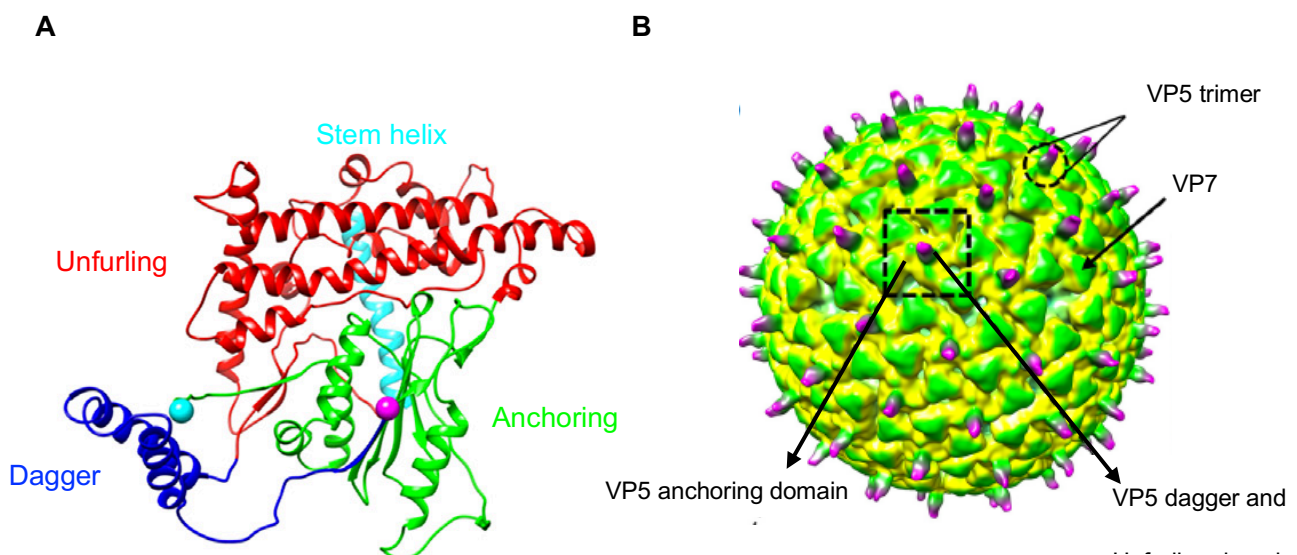 A
B
Stem helix
VP5 trimer
VP7
Unfurling
Anchoring
Dagger
VP5 anchoring domain
VP5 dagger and